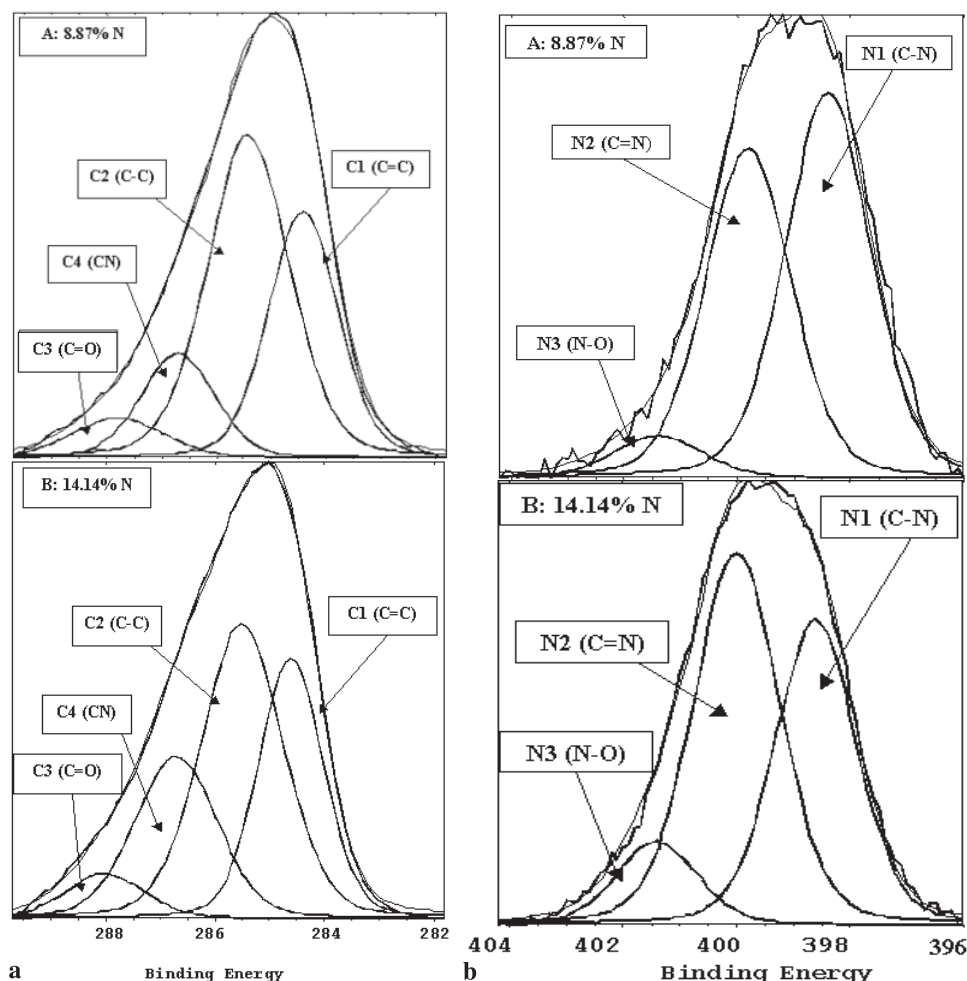 A: 8.87% N
C2 (C-C)
C1 (C=C)
C4 (CN)
C3 (C=O)
B: 14.14% N
C2 (C-C)
C1 (C=C)
C4 (CN)
C3 (C=O)
288 286 284 282
a Binding Energy
A: 8.87% N
N1 (C-N)
N2 (C=N)
N3 (N-O)
B: 14.14% N
N1 (C-N)
N2 (C=N)
N3 (N-O)
404 402 400 398 396
b Binding Energy